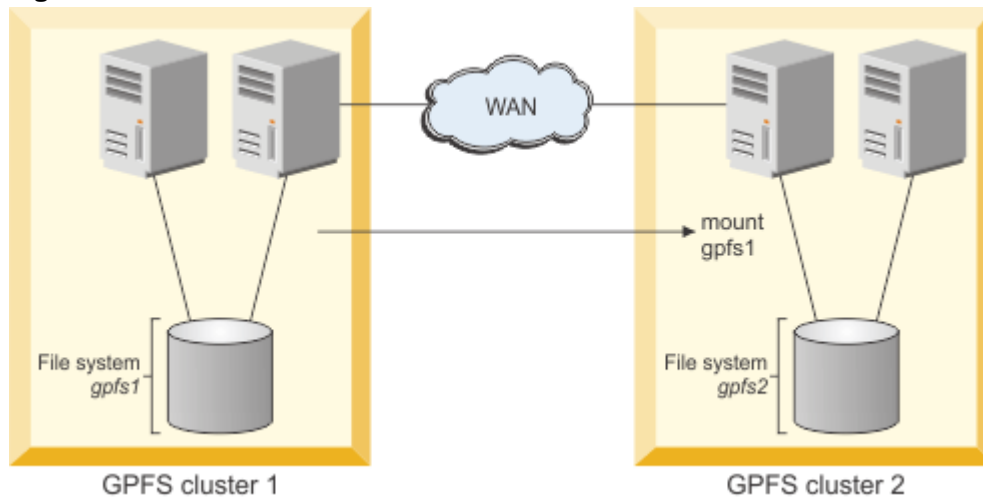 WAN
mount
gpfs1
File system
gpfs1
File system
gpfs2
GPFS cluster 1
GPFS cluster 2